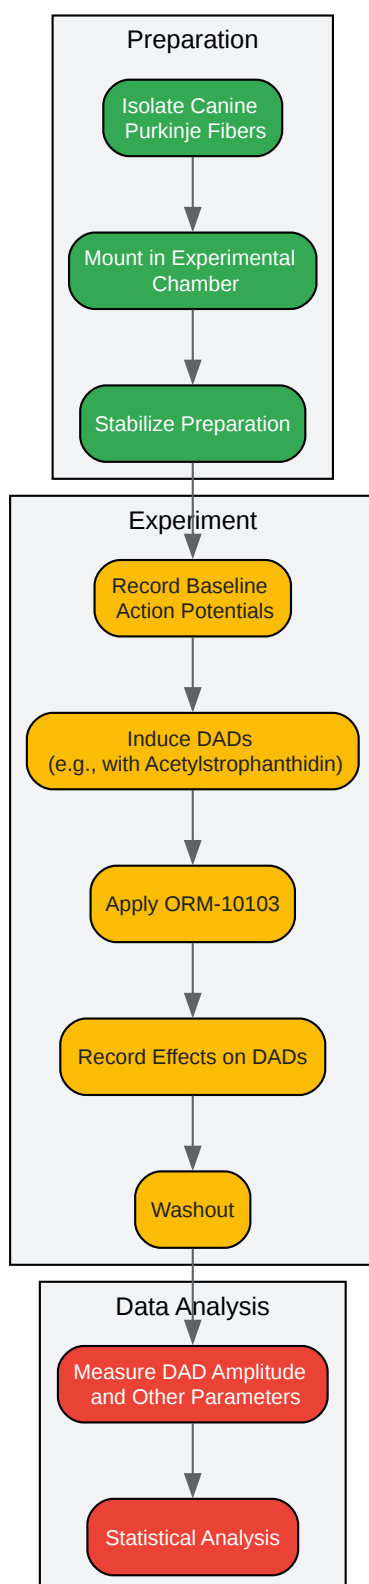 Preparation
Isolate Canine
Purkinje Fibers
Mount in Experimental
Chamber
Stabilize Preparation
Experiment
Record Baseline
Action Potentials
Induce DADs
(e.g., with Acetylstrophanthidin)
Apply ORM-10103
Record Effects on DADs
Washout
Data Analysis
Measure DAD Amplitude
and Other Parameters
Statistical Analysis